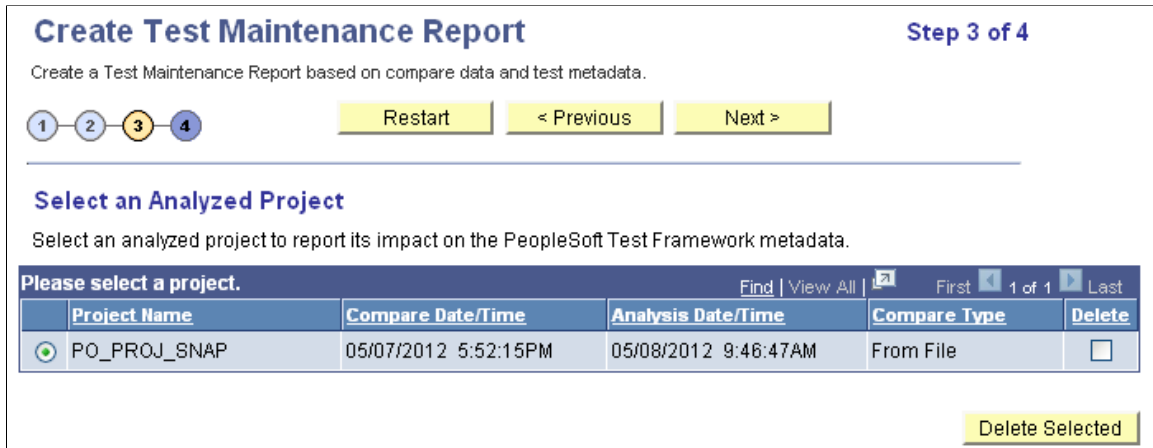 Create Test Maintenance Report Step 3 of 4
Create a Test Maintenance Report based on compare data and test metadata.
1 2 3 4 Restart < Previous Next >
Select an Analyzed Project
Select an analyzed project to report its impact on the PeopleSoft Test Framework metadata.
Please select a project. Find | View All | First 1 of 1 Last
Project Name Compare Date/Time Analysis Date/Time Compare Type Delete
PO_PROJ_SNAP 05/07/2012 5:52:15PM 05/08/2012 9:46:47AM From File
Delete Selected